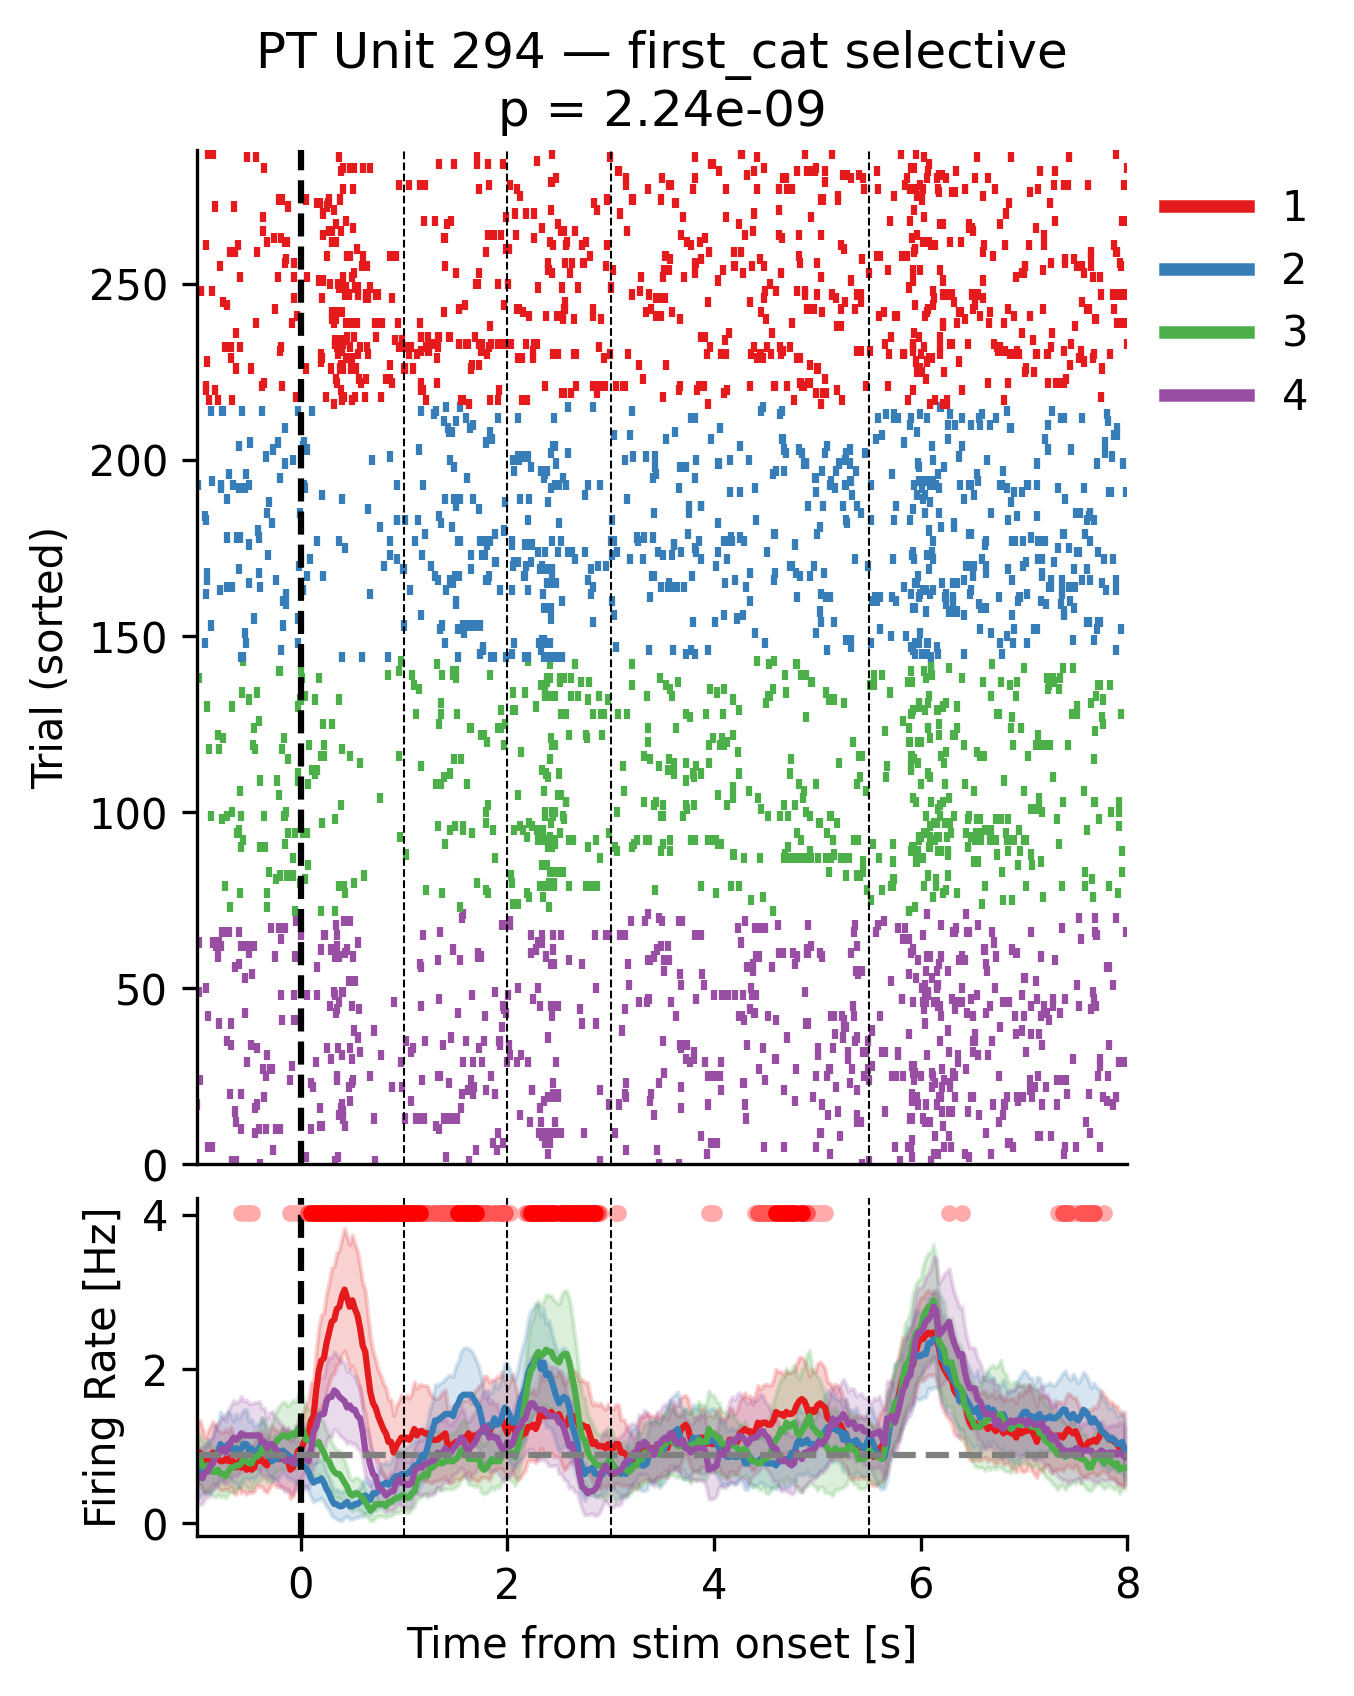 PT Unit 294 — first_cat selective
p = 2.24e-09
1
2
3
4
Trial (sorted)
250
200
150
100
50
0
Firing Rate [Hz]
4
2
0
0 2 4 6 8
Time from stim onset [s]